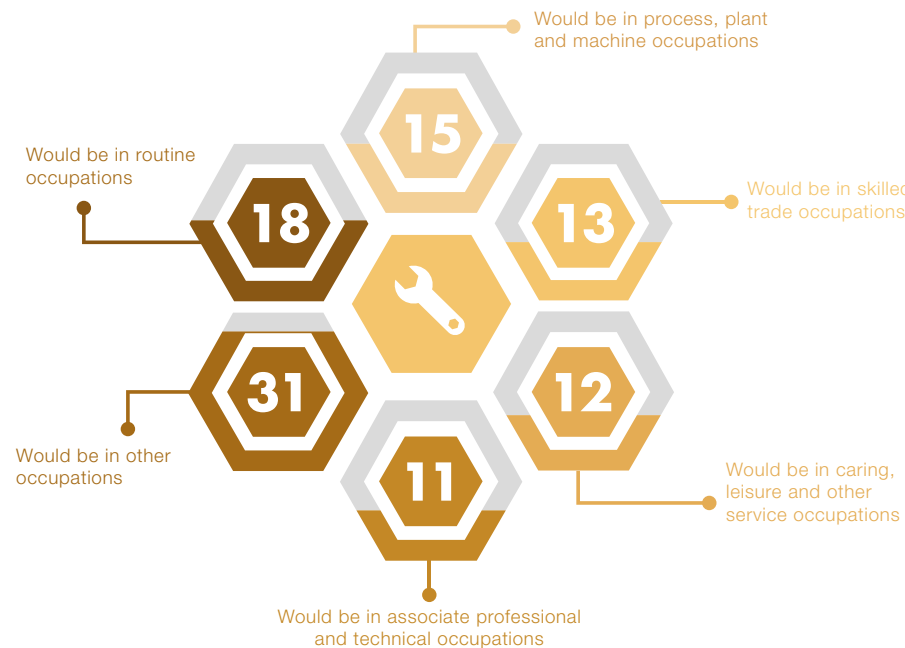 Would be in process, plant
and machine occupations
15
Would be in routine
occupations
18
13
Would be in skilled
trade occupations
31
12
Would be in other
occupations
11
Would be in caring,
leisure and other
service occupations
Would be in associate professional
and technical occupations